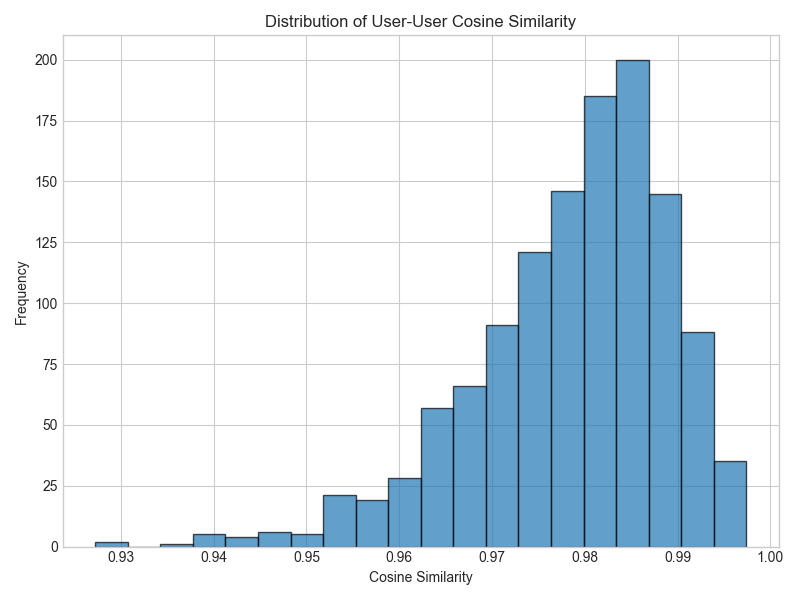 Distribution of User-User Cosine Similarity
200
175
150
125
100
75
50
25
0
Frequency
0.93 0.94 0.95 0.96 0.97 0.98 0.99 1.00
Cosine Similarity